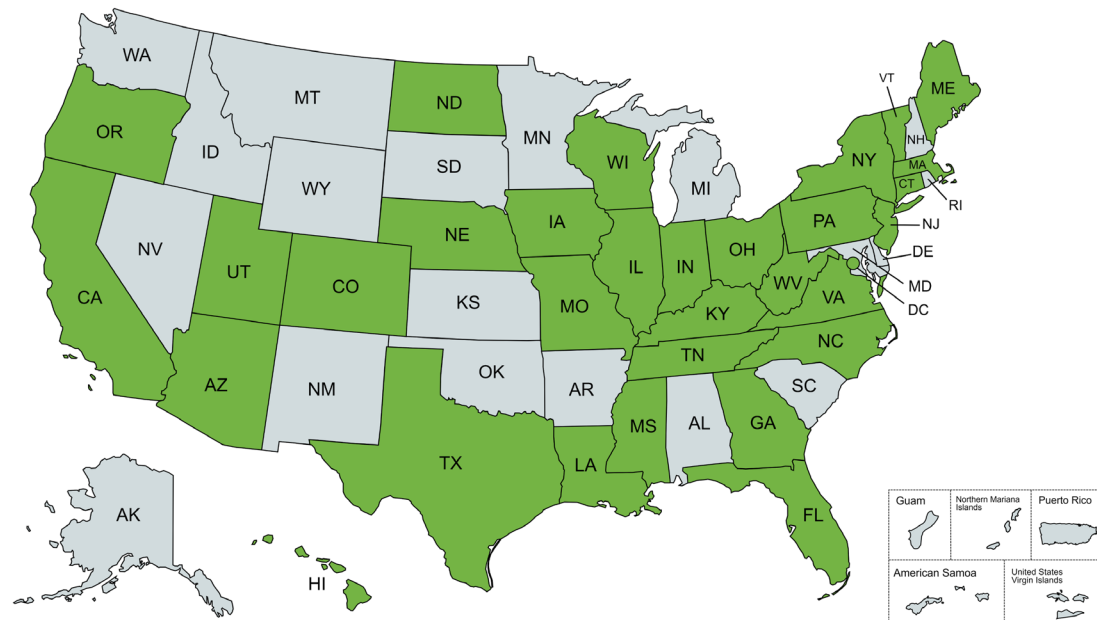 WA
MT
ND
MN
VT
ME
OR
ID
SD
WI
NH
NY
MA
WY
MI
CT
RI
IA
PA
NJ
NE
OH
DE
NV
UT
CO
IL
IN
WV
MD
CA
KS
MO
VA
DC
KY
NC
TN
AZ
NM
OK
AR
SC
MS
AL
GA
TX
LA
FL
AK
HI
Guam
Northern Mariana
Islands
Puerto Rico
American Samoa
United States
Virgin Islands